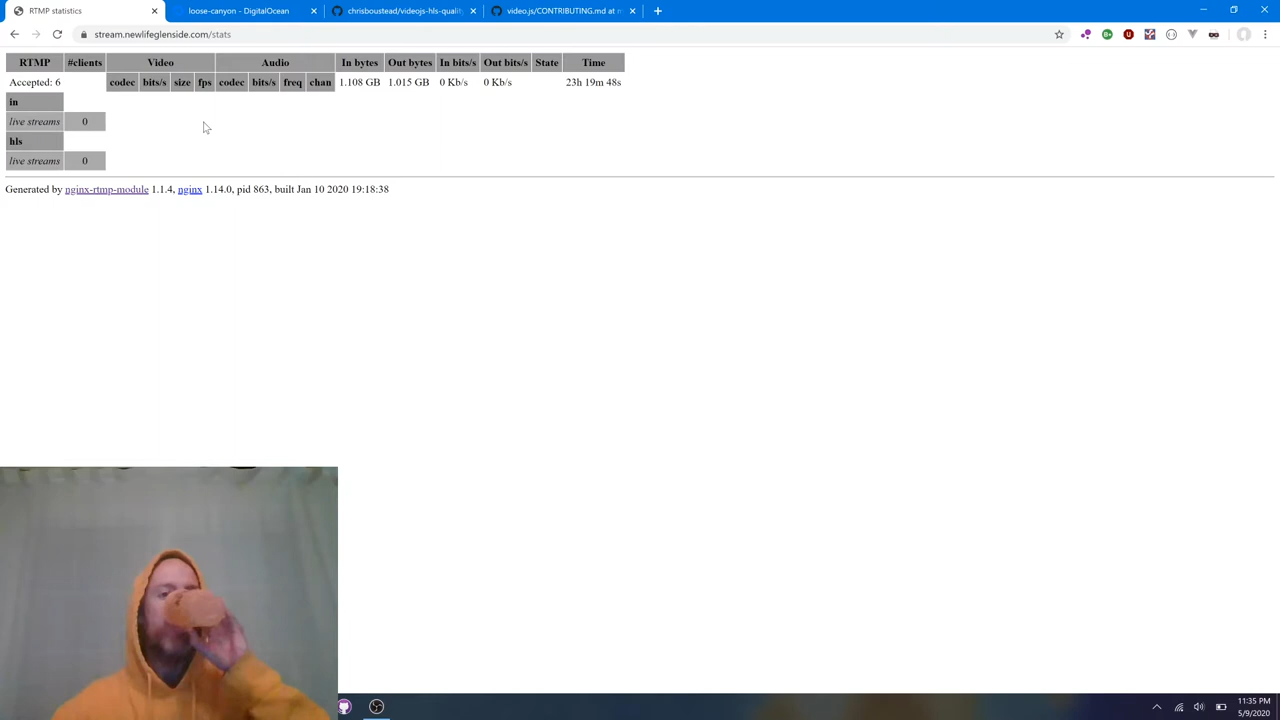 RTMP statistics
loose-canyon - DigitalOcean
chrisboustead/videojs-hls-quality
video.js/CONTRIBUTING.md at m
stream.newlifeglenside.com/stats
RTMP #clients Video Audio In bytes Out bytes In bits/s Out bits/s State Time
Accepted: 6 codec bits/s size fps codec bits/s freq chan 1.108 GB 1.015 GB 0 Kb/s 0 Kb/s 23h 19m 48s
in
live streams 0
hls
live streams 0
Generated by nginx-rtmp-module 1.1.4, nginx 1.14.0, pid 863, built Jan 10 2020 19:18:38
11:35 PM
5/9/2020